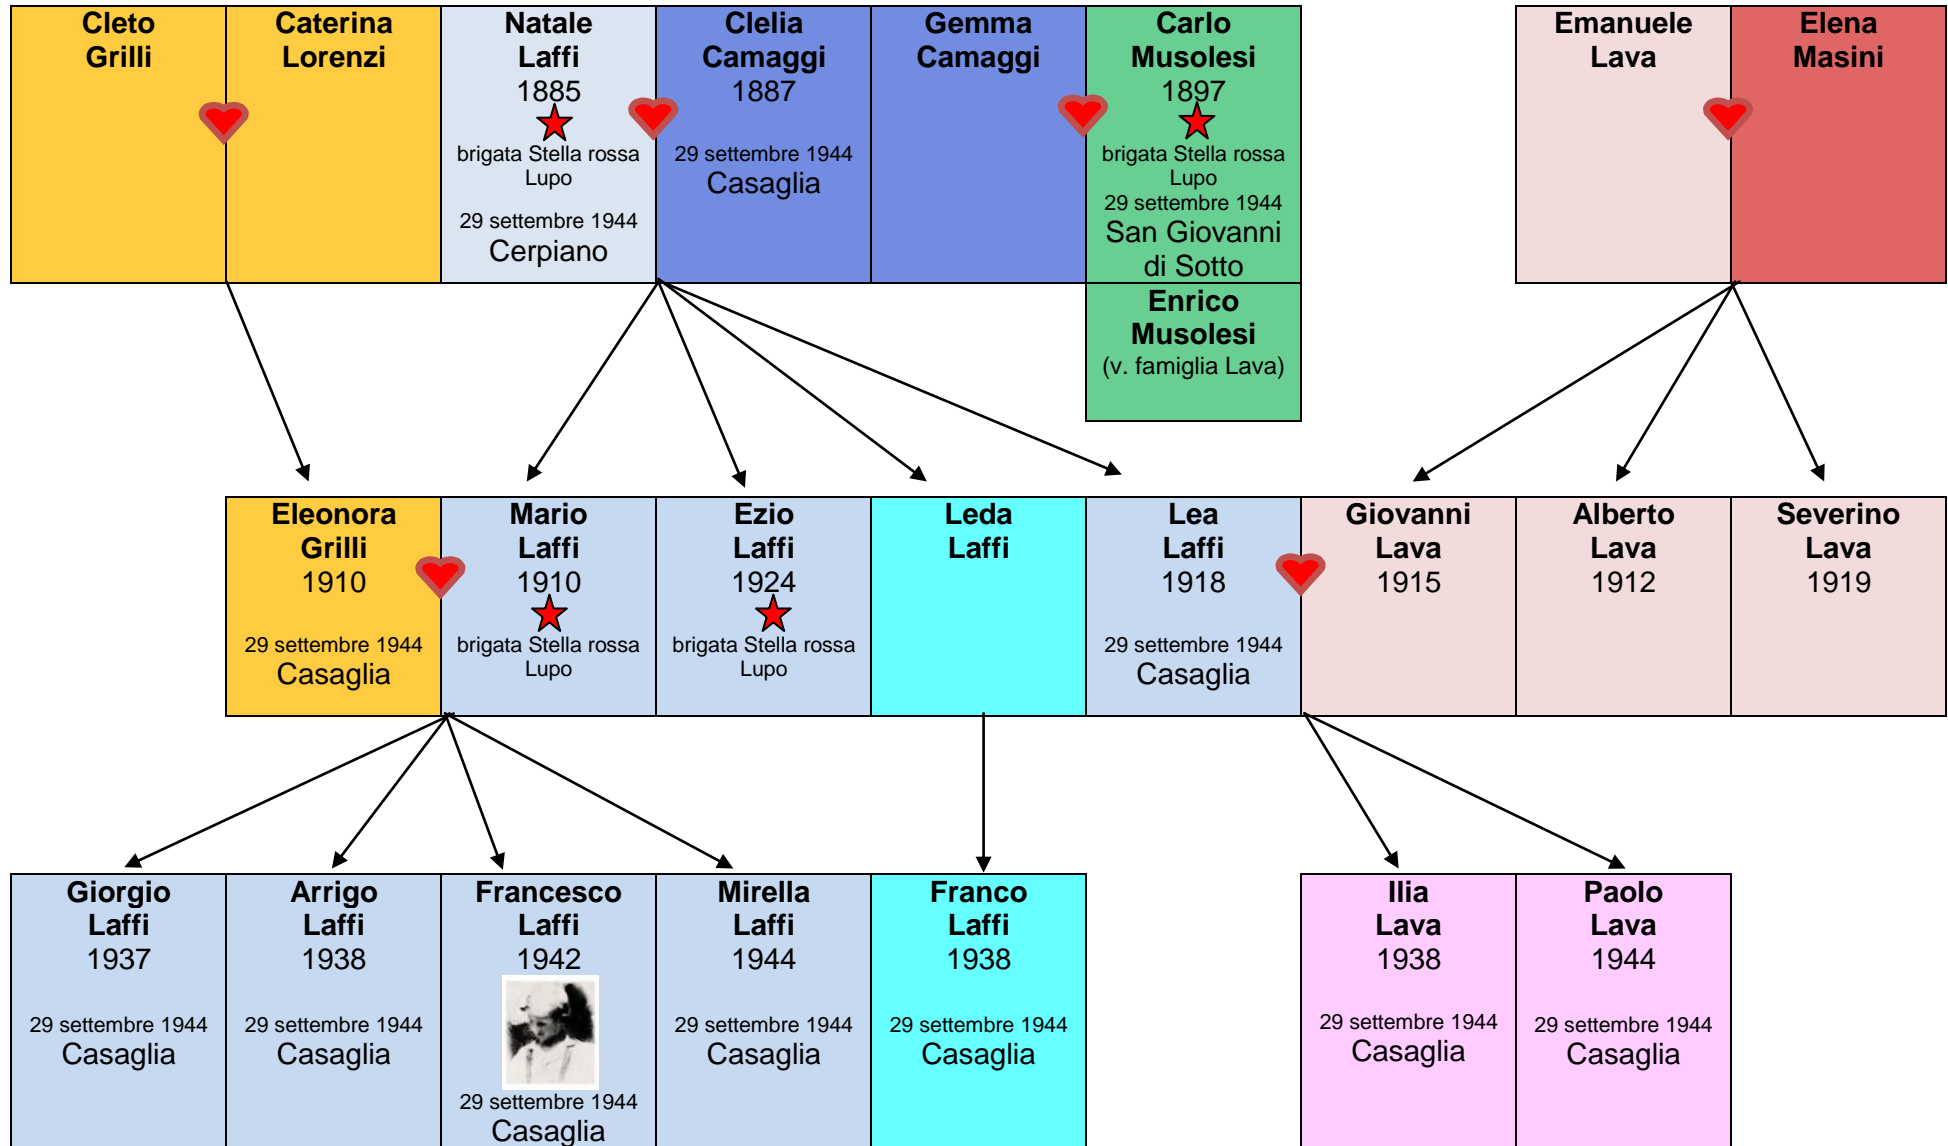 Cleto
Grilli
Caterina
Lorenzi
Natale
Laffi
1885
brigata Stella rossa
Lupo
29 settembre 1944
Cerpiano
Clelia
Camaggi
1887
29 settembre 1944
Casaglia
Gemma
Camaggi
Carlo
Musolesi
1897
brigata Stella rossa
Lupo
29 settembre 1944
San Giovanni
di Sotto
Enrico
Musolesi
(v. famiglia Lava)
Emanuele
Lava
Elena
Masini
Eleonora
Grilli
1910
29 settembre 1944
Casaglia
Mario
Laffi
1910
brigata Stella rossa
Lupo
Ezio
Laffi
1924
brigata Stella rossa
Lupo
Leda
Laffi
Lea
Laffi
1918
29 settembre 1944
Casaglia
Giovanni
Lava
1915
Alberto
Lava
1912
Severino
Lava
1919
Giorgio
Laffi
1937
29 settembre 1944
Casaglia
Arrigo
Laffi
1938
29 settembre 1944
Casaglia
Francesco
Laffi
1942
29 settembre 1944
Casaglia
Mirella
Laffi
1944
29 settembre 1944
Casaglia
Franco
Laffi
1938
29 settembre 1944
Casaglia
Ilia
Lava
1938
29 settembre 1944
Casaglia
Paolo
Lava
1944
29 settembre 1944
Casaglia